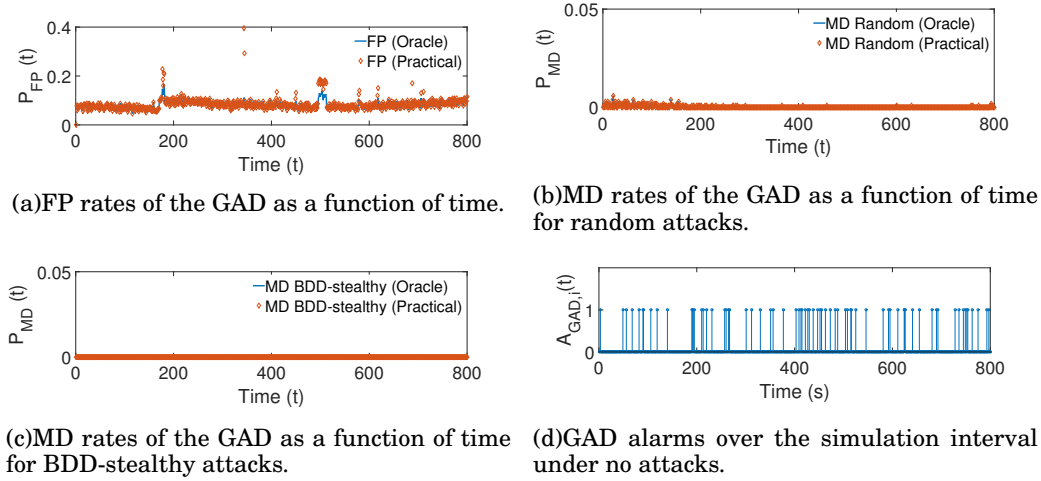 0.4
0.2
0
P_FP (t)
FP (Oracle)
FP (Practical)
0 200 400 600 800
Time (t)
(a)FP rates of the GAD as a function of time.
0.05
0
P_MD (t)
MD Random (Oracle)
MD Random (Practical)
0 200 400 600 800
Time (t)
(b)MD rates of the GAD as a function of time
for random attacks.
0.05
0
P_MD (t)
MD BDD-stealthy (Oracle)
MD BDD-stealthy (Practical)
0 200 400 600 800
Time (t)
(c)MD rates of the GAD as a function of time
for BDD-stealthy attacks.
1
0
A_GAD,i(t)
0 200 400 600 800
Time (s)
(d)GAD alarms over the simulation interval
under no attacks.